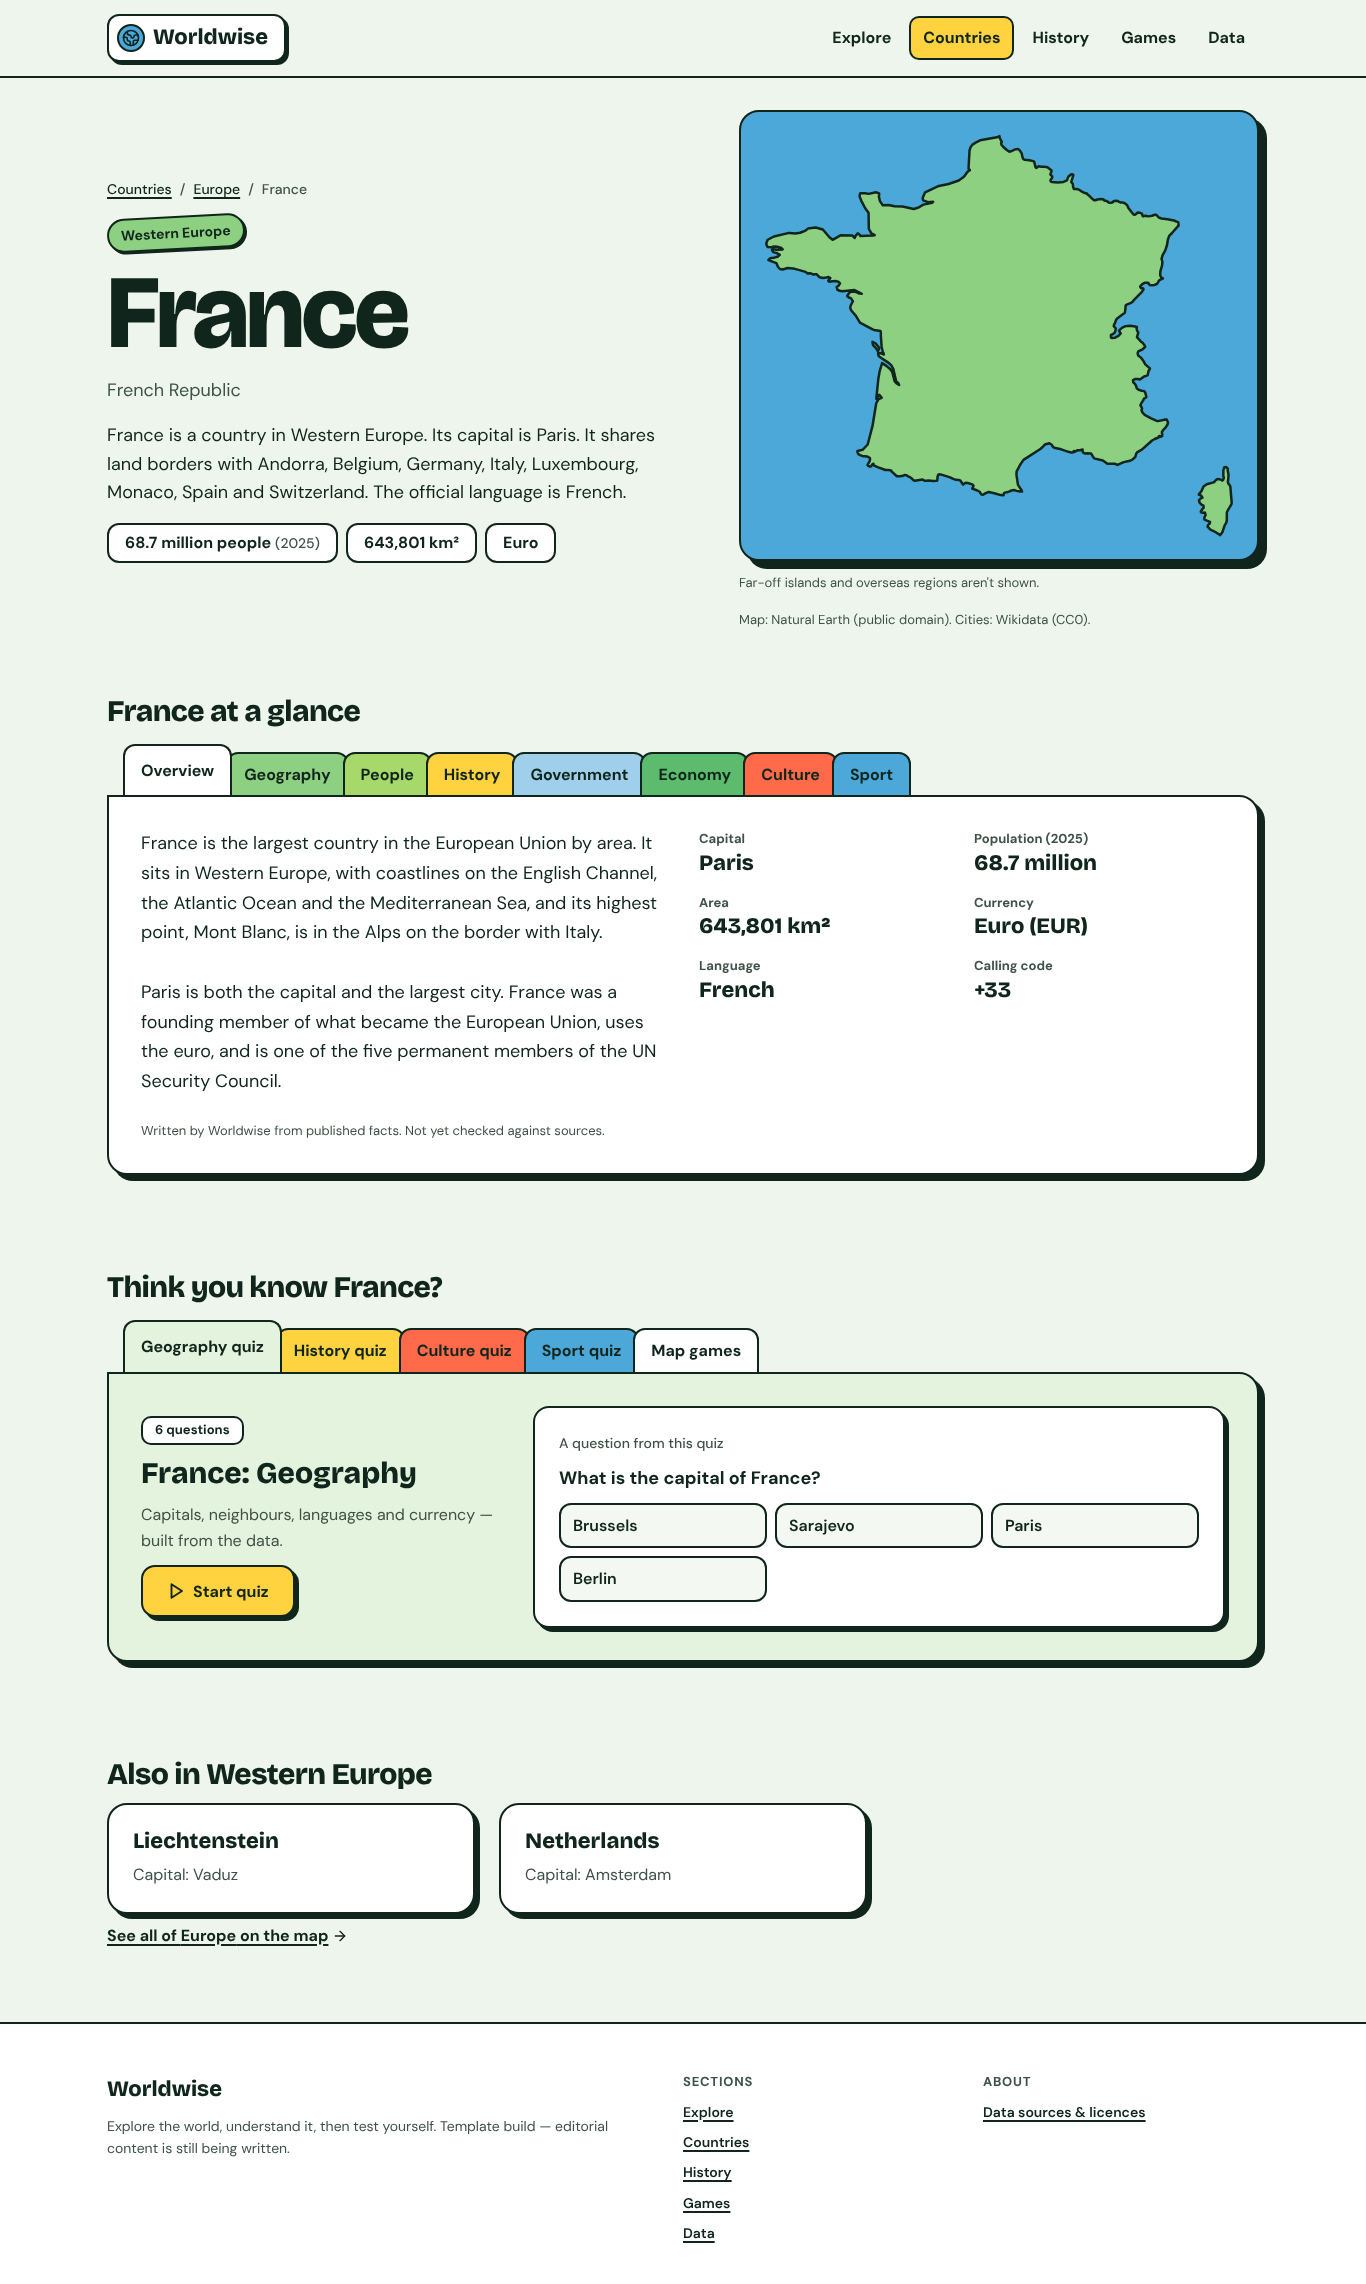 Worldwise
Explore Countries History Games Data
Countries / Europe / France
Western Europe
France
French Republic
France is a country in Western Europe. Its capital is Paris. It shares
land borders with Andorra, Belgium, Germany, Italy, Luxembourg,
Monaco, Spain and Switzerland. The official language is French.
68.7 million people (2025) 643,801 km² Euro
Far-off islands and overseas regions aren't shown.
Map: Natural Earth (public domain). Cities: Wikidata (CC0).
France at a glance
Overview Geography People History Government Economy Culture Sport
France is the largest country in the European Union by area. It
sits in Western Europe, with coastlines on the English Channel,
the Atlantic Ocean and the Mediterranean Sea, and its highest
point, Mont Blanc, is in the Alps on the border with Italy.
Paris is both the capital and the largest city. France was a
founding member of what became the European Union, uses
the euro, and is one of the five permanent members of the UN
Security Council.
Written by Worldwise from published facts. Not yet checked against sources.
Capital
Paris
Population (2025)
68.7 million
Area
643,801 km²
Currency
Euro (EUR)
Language
French
Calling code
+33
Think you know France?
Geography quiz History quiz Culture quiz Sport quiz Map games
6 questions
France: Geography
Capitals, neighbours, languages and currency —
built from the data.
Start quiz
A question from this quiz
What is the capital of France?
Brussels
Sarajevo
Paris
Berlin
Also in Western Europe
Liechtenstein
Capital: Vaduz
Netherlands
Capital: Amsterdam
See all of Europe on the map →
Worldwise
Explore the world, understand it, then test yourself. Template build — editorial
content is still being written.
SECTIONS
Explore
Countries
History
Games
Data
ABOUT
Data sources & licences